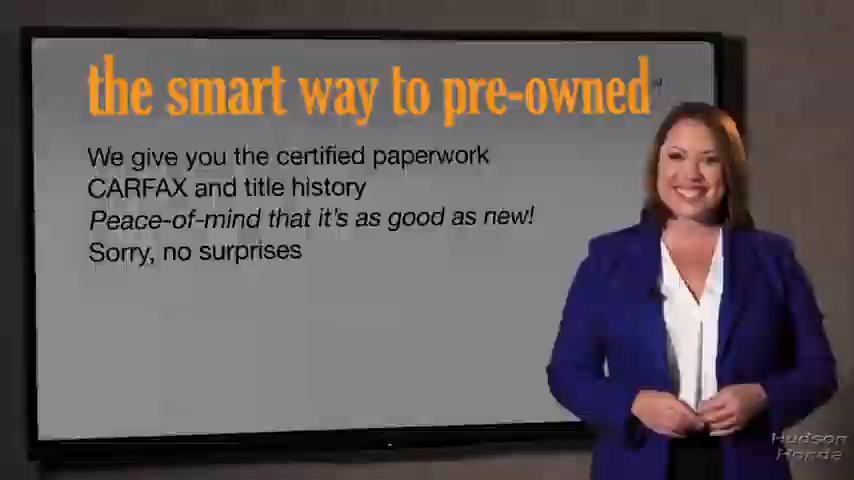 the smart way to pre-owned
We give you the certified paperwork
CARFAX and title history
Peace-of-mind that it's as good as new!
Sorry, no surprises
Hudson
Honda